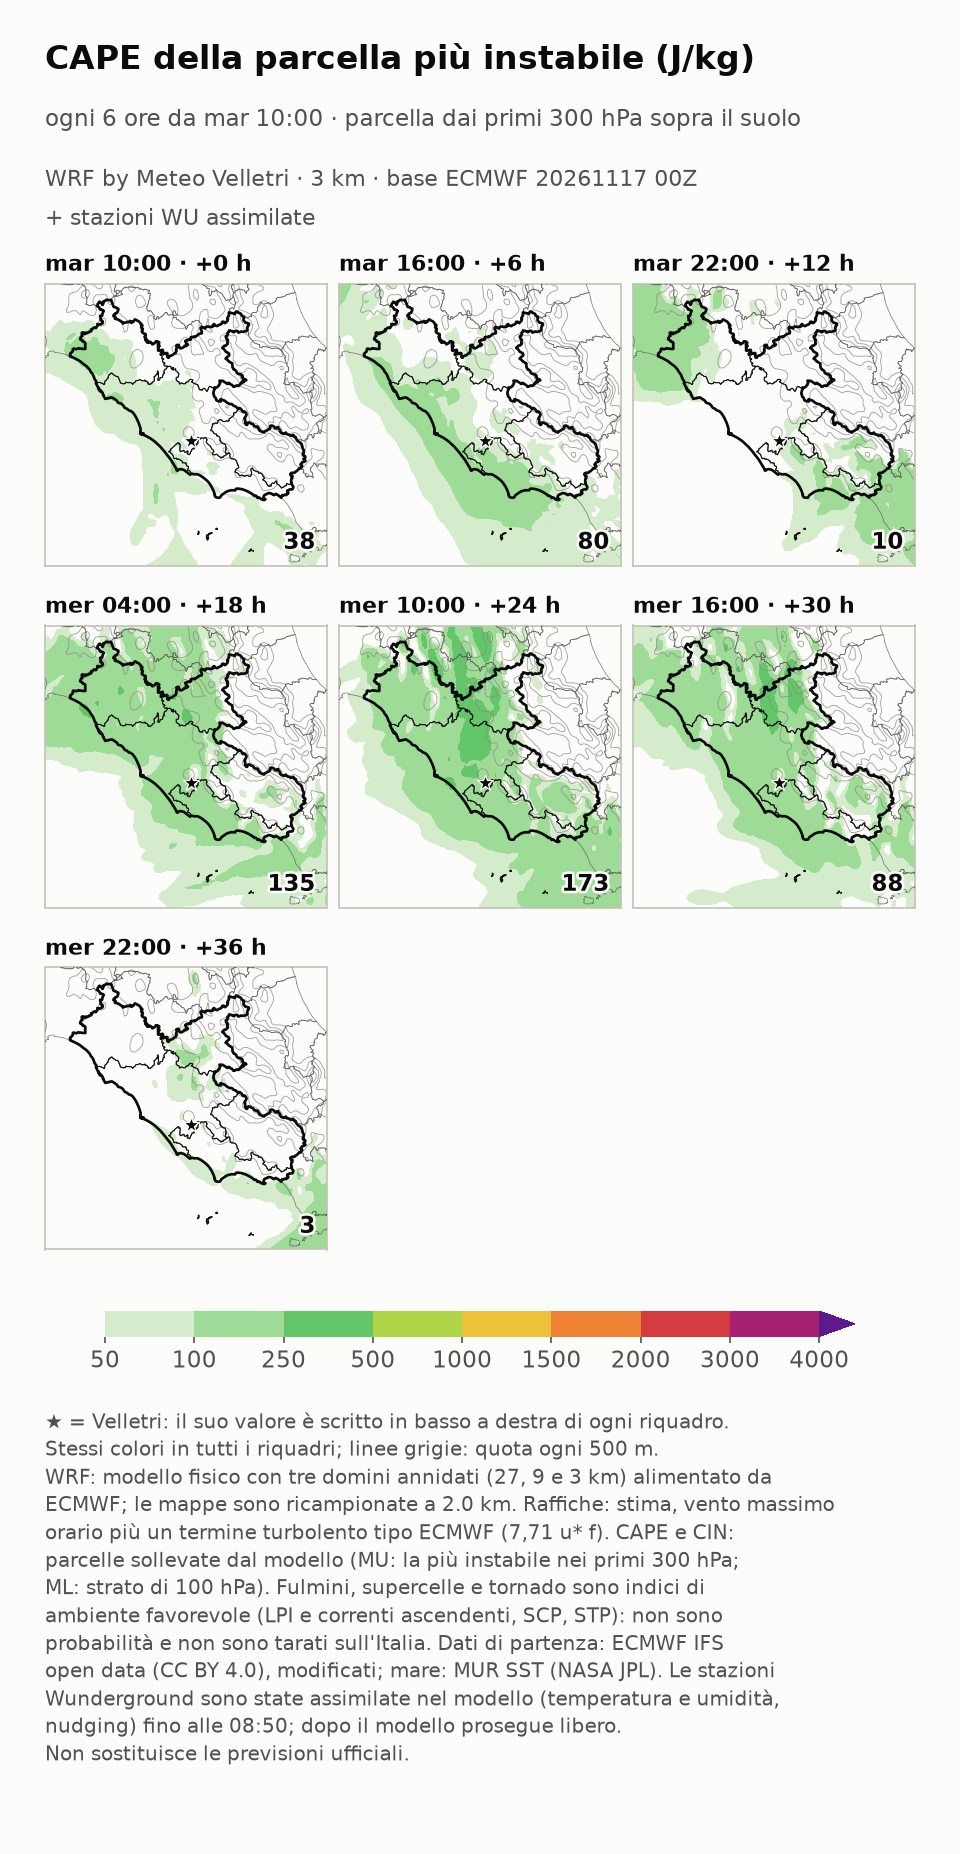 CAPE della parcella più instabile (J/kg)
ogni 6 ore da mar 10:00 · parcella dai primi 300 hPa sopra il suolo
WRF by Meteo Velletri · 3 km · base ECMWF 20261117 00Z
+ stazioni WU assimilate
mar 10:00 · +0 h
mar 16:00 · +6 h
mar 22:00 · +12 h
38
80
10
mer 04:00 · +18 h
mer 10:00 · +24 h
mer 16:00 · +30 h
135
173
88
mer 22:00 · +36 h
3
50 100 250 500 1000 1500 2000 3000 4000
★ = Velletri: il suo valore è scritto in basso a destra di ogni riquadro.
Stessi colori in tutti i riquadri; linee grigie: quota ogni 500 m.
WRF: modello fisico con tre domini annidati (27, 9 e 3 km) alimentato da
ECMWF; le mappe sono ricampionate a 2.0 km. Raffiche: stima, vento massimo
orario più un termine turbolento tipo ECMWF (7,71 u* f). CAPE e CIN:
parcelle sollevate dal modello (MU: la più instabile nei primi 300 hPa;
ML: strato di 100 hPa). Fulmini, supercelle e tornado sono indici di
ambiente favorevole (LPI e correnti ascendenti, SCP, STP): non sono
probabilità e non sono tarati sull'Italia. Dati di partenza: ECMWF IFS
open data (CC BY 4.0), modificati; mare: MUR SST (NASA JPL). Le stazioni
Wunderground sono state assimilate nel modello (temperatura e umidità,
nudging) fino alle 08:50; dopo il modello prosegue libero.
Non sostituisce le previsioni ufficiali.